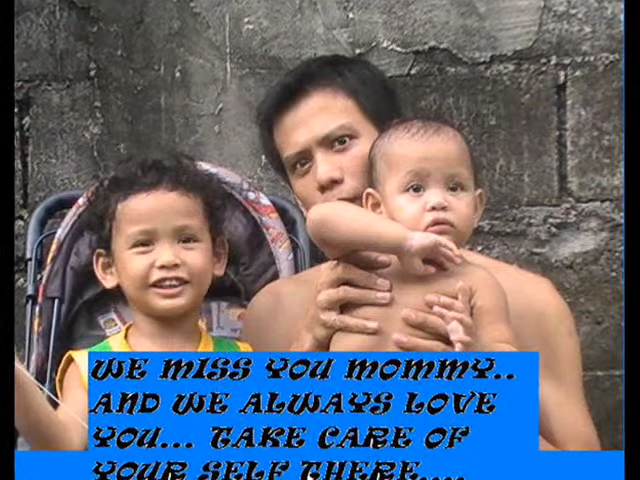 WE MISS YOU MOMMY..
AND WE ALWAYS LOVE
YOU... TAKE CARE OF
YOUR SELF THERE....